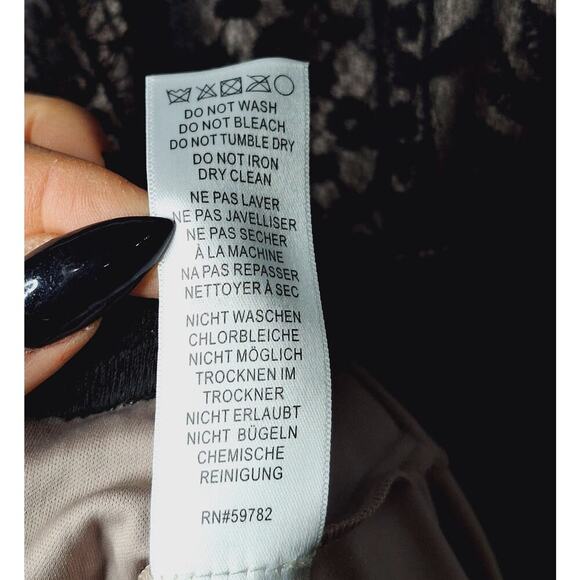 DO NOT WASH
DO NOT BLEACH
DO NOT TUMBLE DRY
DO NOT IRON
DRY CLEAN
NE PAS LAVER
NE PAS JAVELLISER
NE PAS SECHER
À LA MACHINE
NA PAS REPASSER
NETTOYER À SEC
NICHT WASCHEN
CHLORBLEICHE
NICHT MÖGLICH
TROCKNEN IM
TROCKNER
NICHT ERLAUBT
NICHT BÜGELN
CHEMISCHE
REINIGUNG
RN#59782